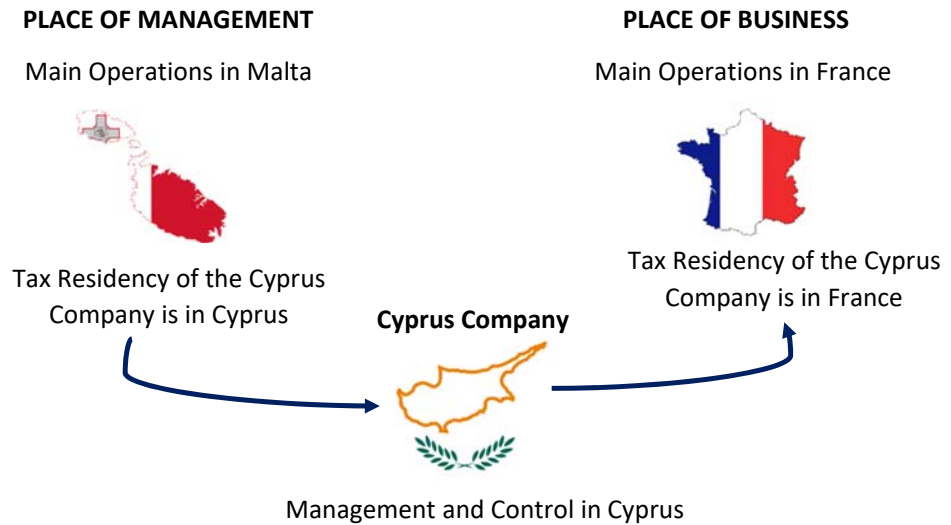 PLACE OF MANAGEMENT
PLACE OF BUSINESS
Main Operations in Malta
Main Operations in France
Tax Residency of the Cyprus
Company is in Cyprus
Tax Residency of the Cyprus
Company is in France
Cyprus Company
Management and Control in Cyprus